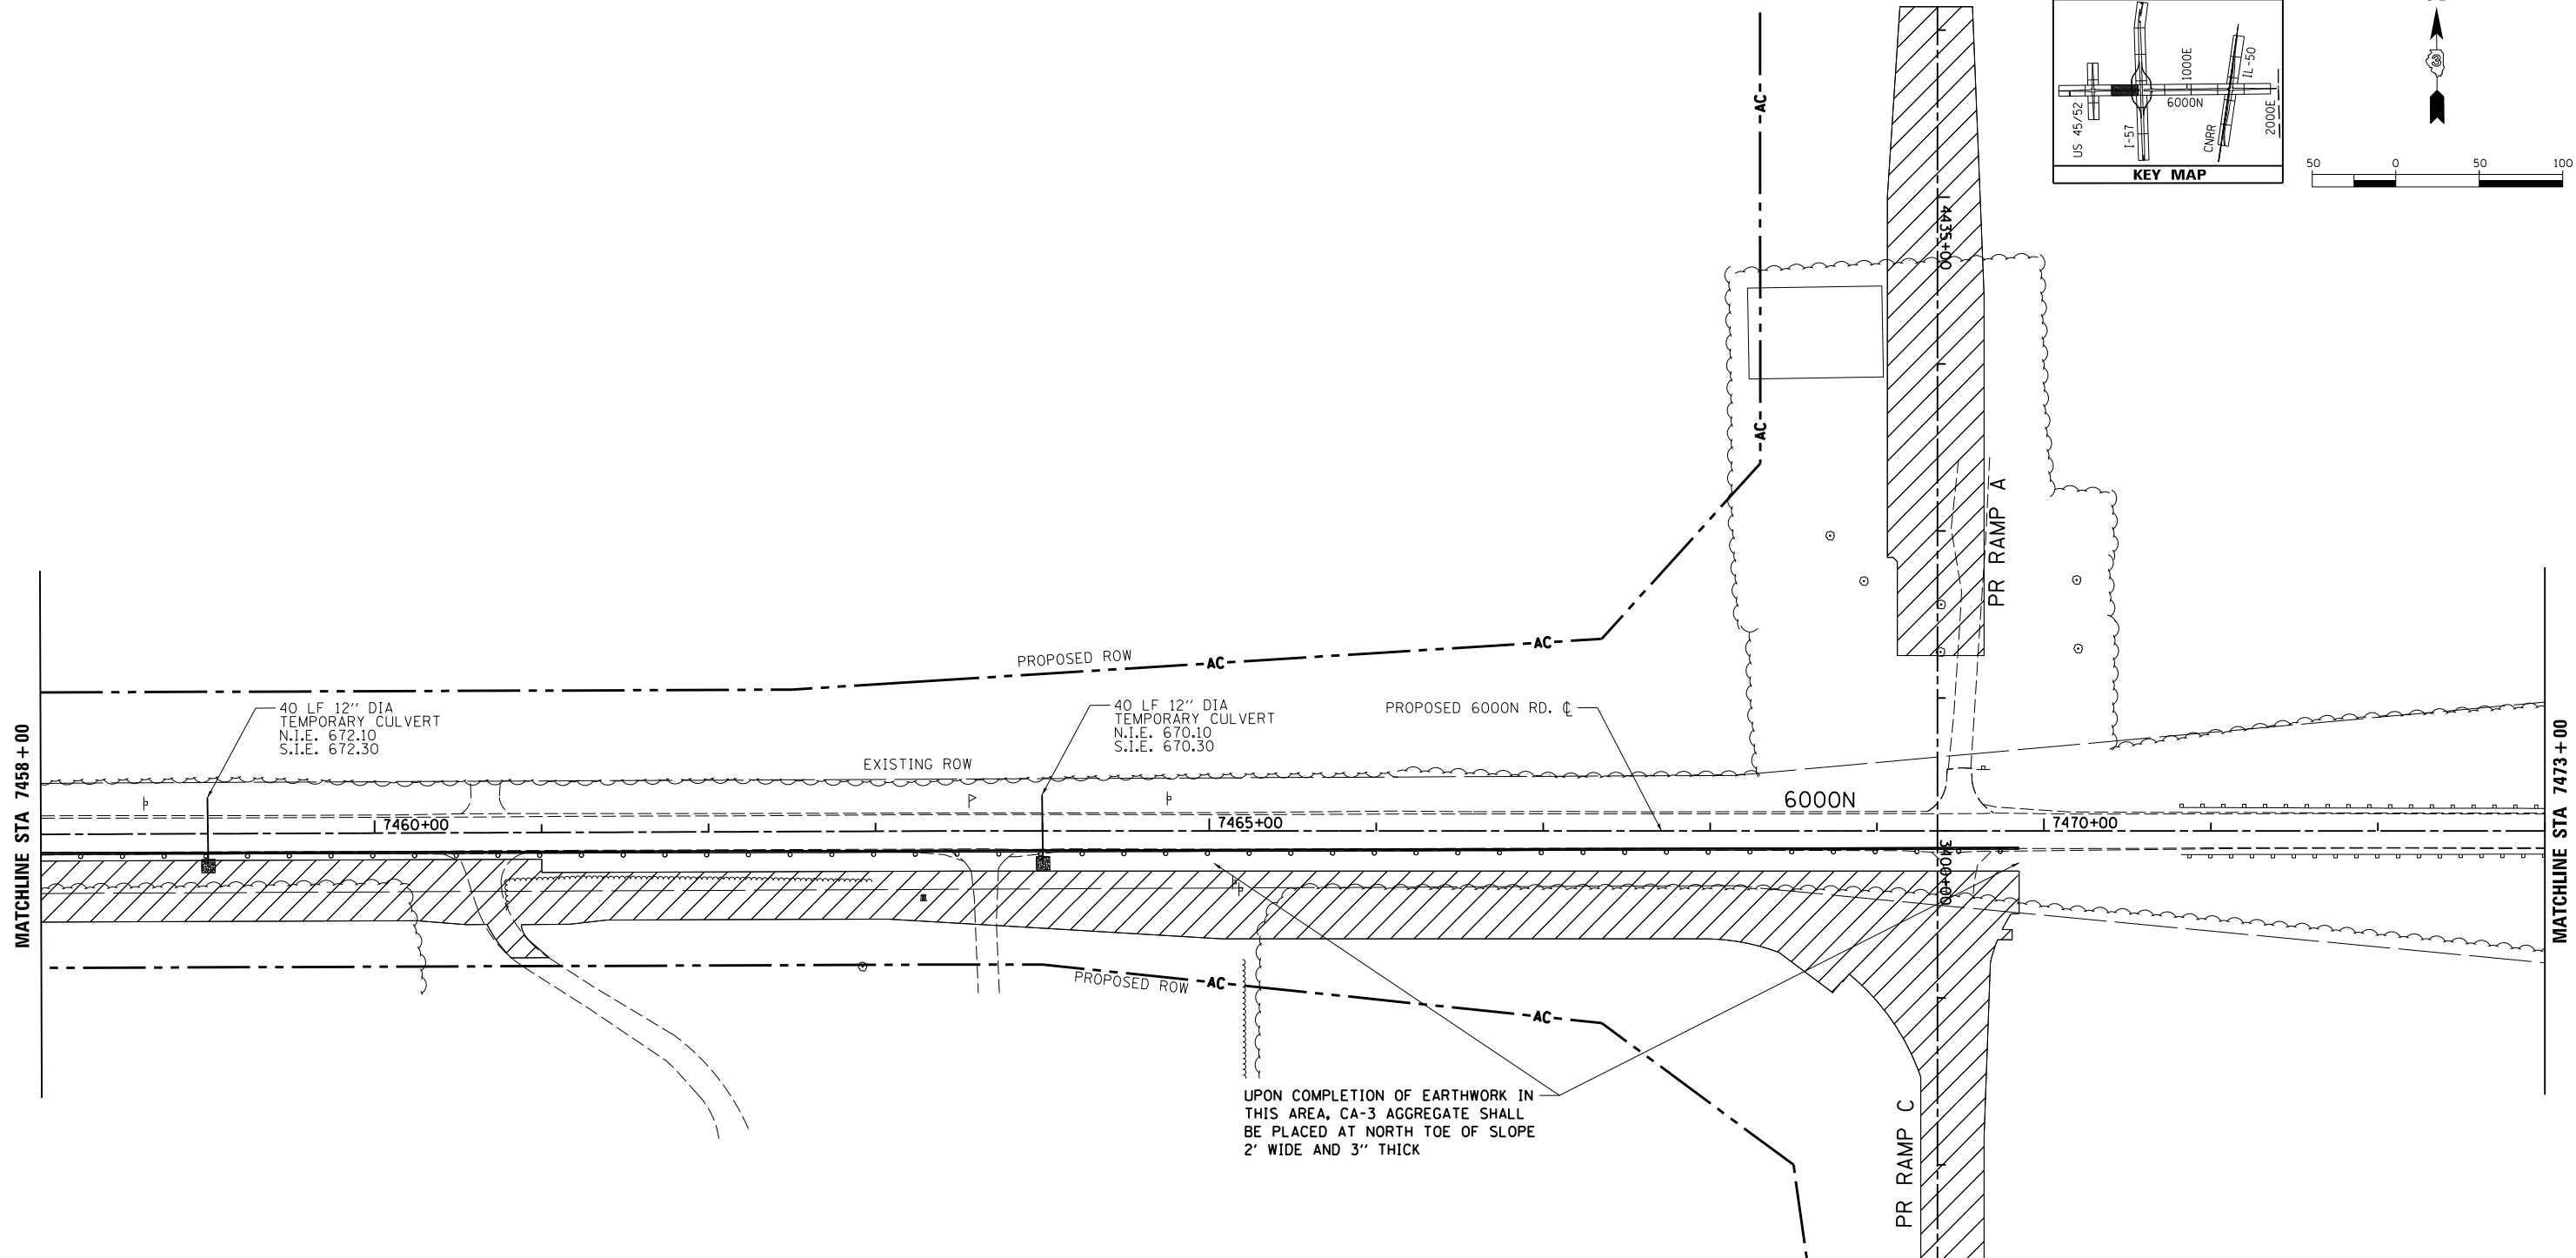 US 45/52
I-57
1000E
6000N
CNRR
IL-50
2000E
KEY MAP
50 0 50 100
AC
4435+00
AC
PR RAMP A
PROPOSED ROW
AC
AC
40 LF 12'' DIA
TEMPORARY CULVERT
N.I.E. 672.10
S.I.E. 672.30
40 LF 12'' DIA
TEMPORARY CULVERT
N.I.E. 670.10
S.I.E. 670.30
PROPOSED 6000N RD. ℄
EXISTING ROW
6000N
MATCHLINE STA 7458+00
7460+00
7465+00
7470+00
MATCHLINE STA 7473+00
3400+00
PROPOSED ROW
AC
AC
UPON COMPLETION OF EARTHWORK IN
THIS AREA, CA-3 AGGREGATE SHALL
BE PLACED AT NORTH TOE OF SLOPE
2' WIDE AND 3'' THICK
PR RAMP C